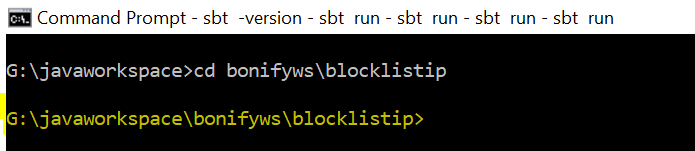 Command Prompt - sbt -version - sbt run - sbt run - sbt run - sbt run
G:\javaworkspace>cd bonifyws\blocklistip
G:\javaworkspace\bonifyws\blocklistip>